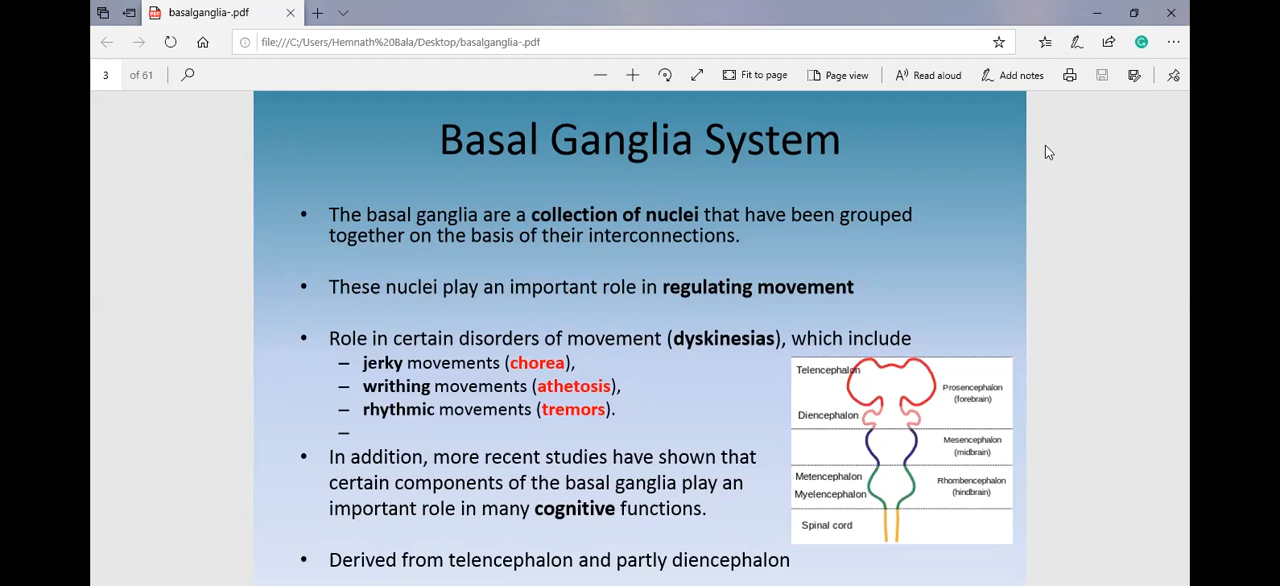 basalganglia-.pdf
file:///C:/Users/Hemnath%20Bala/Desktop/basalganglia-.pdf
3 of 61 Fit to page Page view Read aloud Add notes
Basal Ganglia System
• The basal ganglia are a collection of nuclei that have been grouped
together on the basis of their interconnections.
• These nuclei play an important role in regulating movement
• Role in certain disorders of movement (dyskinesias), which include
– jerky movements (chorea),
– writhing movements (athetosis),
– rhythmic movements (tremors).
–
• In addition, more recent studies have shown that
certain components of the basal ganglia play an
important role in many cognitive functions.
• Derived from telencephalon and partly diencephalon
Telencephalon
Prosencephalon
(forebrain)
Diencephalon
Mesencephalon
(midbrain)
Metencephalon
Myelencephalon
Rhombencephalon
(hindbrain)
Spinal cord